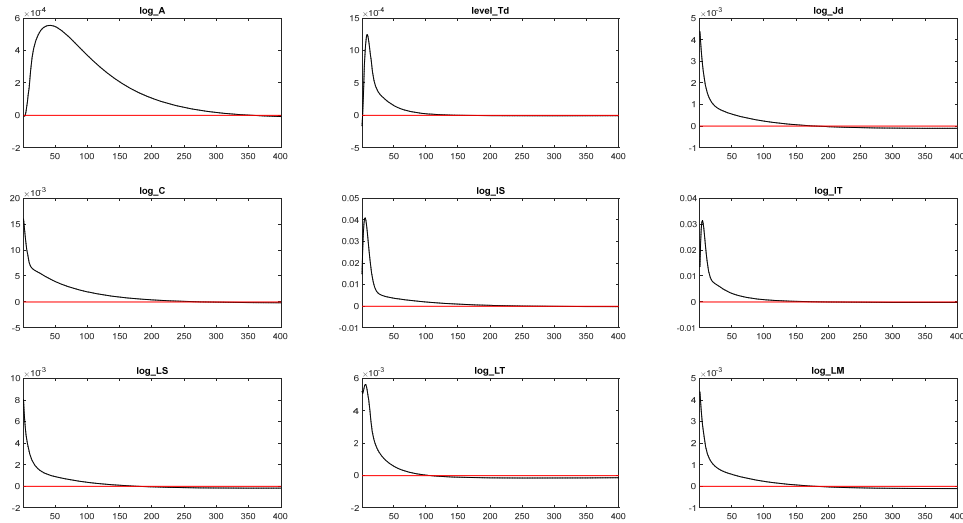 log_A level_Td log_Jd
×10-4 ×10-4 ×10-3
6 15 5
4 10 4
2 5 3
0 0 2
-2 -5 1
0
-1
50 100 150 200 250 300 350 400 50 100 150 200 250 300 350 400 50 100 150 200 250 300 350 400
log_C log_IS log_IT
×10-3
20 0.05 0.04
15 0.04 0.03
10 0.03 0.02
5 0.02 0.01
0 0.01 0
-5 0 -0.01
-0.01
50 100 150 200 250 300 350 400 50 100 150 200 250 300 350 400 50 100 150 200 250 300 350 400
log_LS log_LT log_LM
×10-3 ×10-3 ×10-3
10 6 5
8 4 4
6 2 3
4 0 2
2 -2 1
0 0
-2 -1
50 100 150 200 250 300 350 400 50 100 150 200 250 300 350 400 50 100 150 200 250 300 350 400